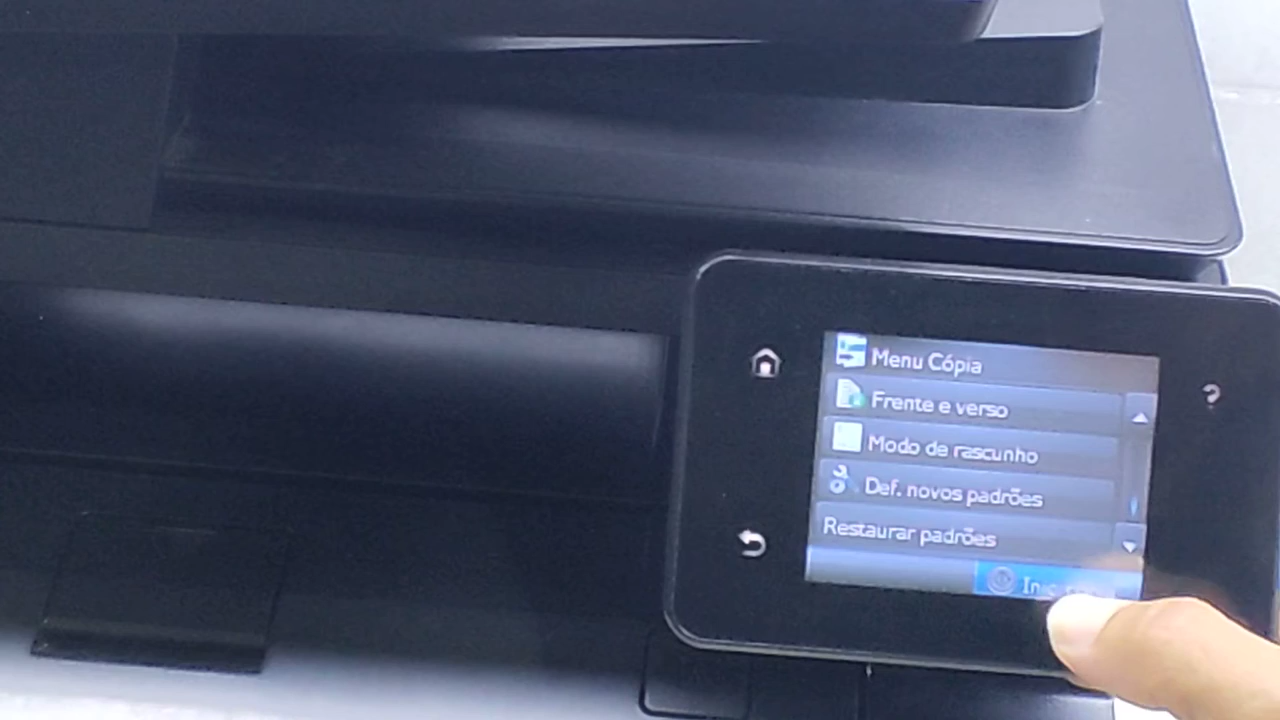 Menu Cópia
Frente e verso
Modo de rascunho
Def. novos padrões
Restaurar padrões